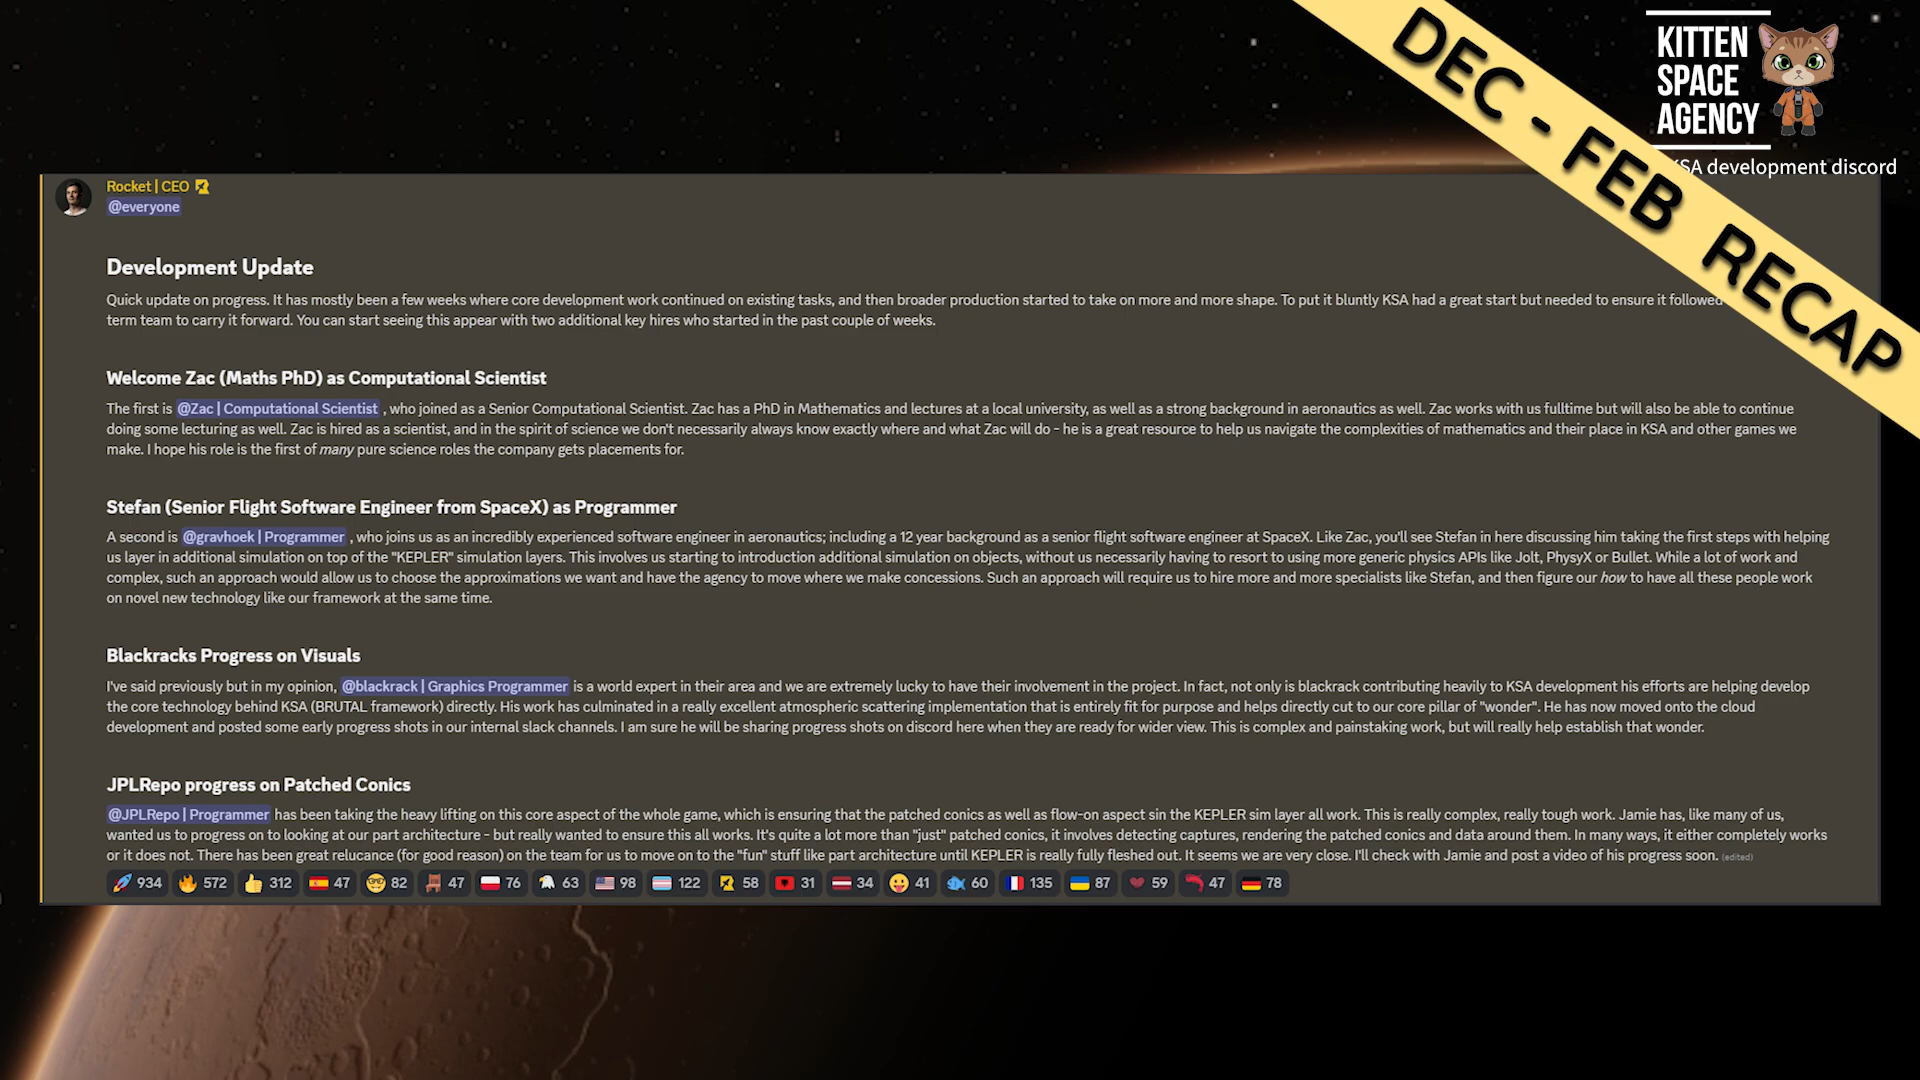 DEC - FEB RECAP
KITTEN
SPACE
AGENCY
KSA development discord
Rocket | CEO
@everyone
Development Update
Quick update on progress. It has mostly been a few weeks where core development work continued on existing tasks, and then broader production started to take on more and more shape. To put it bluntly KSA had a great start but needed to ensure it followed
term team to carry it forward. You can start seeing this appear with two additional key hires who started in the past couple of weeks.
Welcome Zac (Maths PhD) as Computational Scientist
The first is @Zac | Computational Scientist , who joined as a Senior Computational Scientist. Zac has a PhD in Mathematics and lectures at a local university, as well as a strong background in aeronautics as well. Zac works with us fulltime but will also be able to continue
doing some lecturing as well. Zac is hired as a scientist, and in the spirit of science we don't necessarily always know exactly where and what Zac will do - he is a great resource to help us navigate the complexities of mathematics and their place in KSA and other games we
make. I hope his role is the first of many pure science roles the company gets placements for.
Stefan (Senior Flight Software Engineer from SpaceX) as Programmer
A second is @gravhoek | Programmer , who joins us as an incredibly experienced software engineer in aeronautics; including a 12 year background as a senior flight software engineer at SpaceX. Like Zac, you'll see Stefan in here discussing him taking the first steps with helping
us layer in additional simulation on top of the "KEPLER" simulation layers. This involves us starting to introduction additional simulation on objects, without us necessarily having to resort to using more generic physics APIs like Jolt, PhysyX or Bullet. While a lot of work and
complex, such an approach would allow us to choose the approximations we want and have the agency to move where we make concessions. Such an approach will require us to hire more and more specialists like Stefan, and then figure our how to have all these people work
on novel new technology like our framework at the same time.
Blackracks Progress on Visuals
I've said previously but in my opinion, @blackrack | Graphics Programmer is a world expert in their area and we are extremely lucky to have their involvement in the project. In fact, not only is blackrack contributing heavily to KSA development his efforts are helping develop
the core technology behind KSA (BRUTAL framework) directly. His work has culminated in a really excellent atmospheric scattering implementation that is entirely fit for purpose and helps directly cut to our core pillar of "wonder". He has now moved onto the cloud
development and posted some early progress shots in our internal slack channels. I am sure he will be sharing progress shots on discord here when they are ready for wider view. This is complex and painstaking work, but will really help establish that wonder.
JPLRepo progress on Patched Conics
@JPLRepo | Programmer has been taking the heavy lifting on this core aspect of the whole game, which is ensuring that the patched conics as well as flow-on aspect sin the KEPLER sim layer all work. This is really complex, really tough work. Jamie has, like many of us,
wanted us to progress on to looking at our part architecture - but really wanted to ensure this all works. It's quite a lot more than "just" patched conics, it involves detecting captures, rendering the patched conics and data around them. In many ways, it either completely works
or it does not. There has been great relucance (for good reason) on the team for us to move on to the "fun" stuff like part architecture until KEPLER is really fully fleshed out. It seems we are very close. I'll check with Jamie and post a video of his progress soon. (edited)
934 572 312 47 82 47 76 63 98 122 58 31 34 41 60 135 87 59 47 78